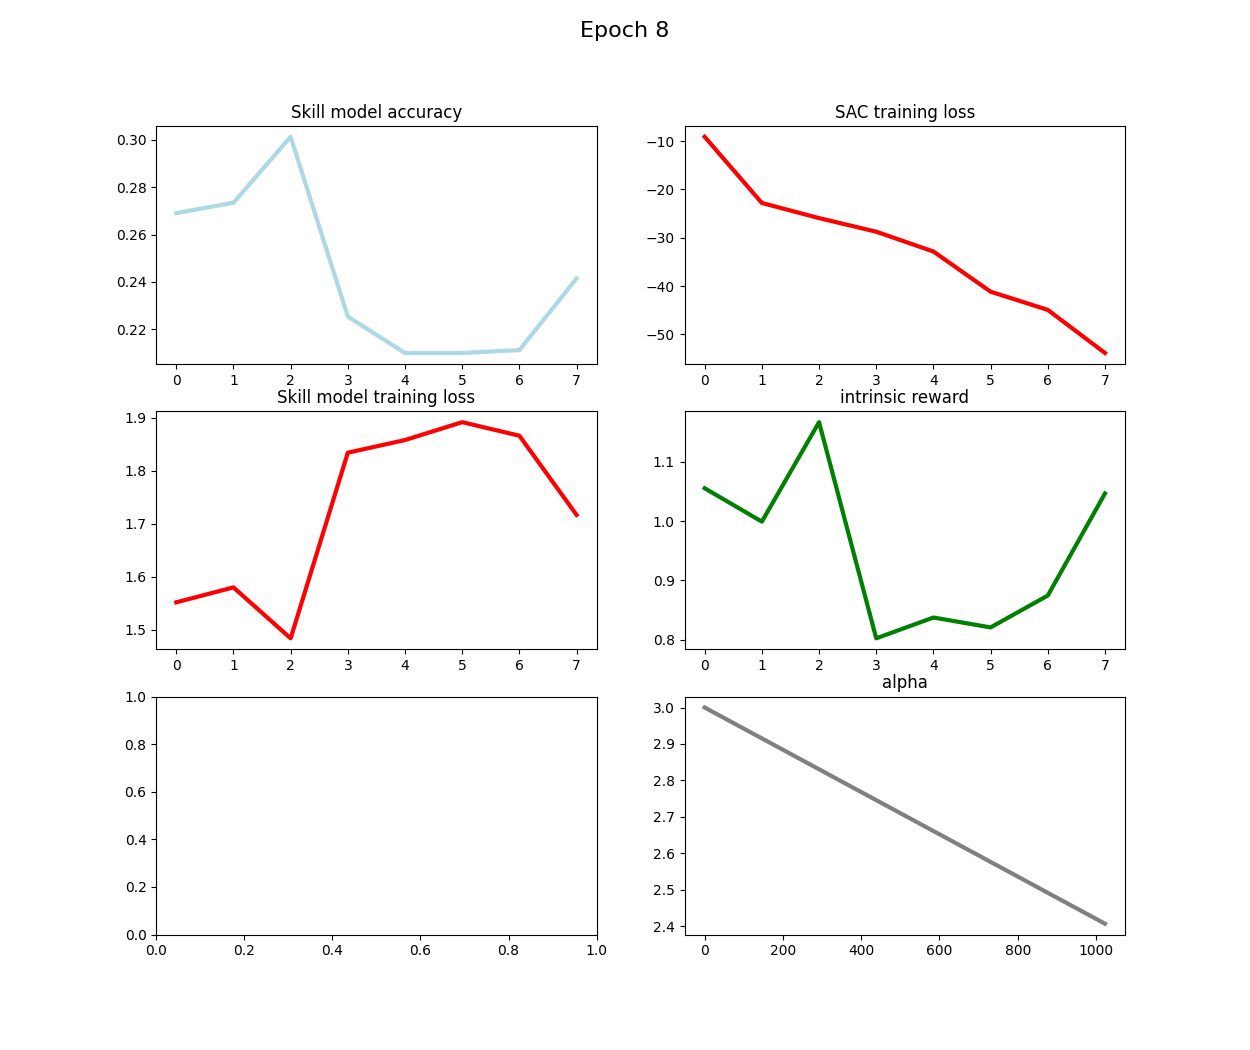 Epoch 8
Skill model accuracy
0.30
0.28
0.26
0.24
0.22
0 1 2 3 4 5 6 7
SAC training loss
−10
−20
−30
−40
−50
0 1 2 3 4 5 6 7
Skill model training loss
1.9
1.8
1.7
1.6
1.5
0 1 2 3 4 5 6 7
intrinsic reward
1.1
1.0
0.9
0.8
0 1 2 3 4 5 6 7
1.0
0.8
0.6
0.4
0.2
0.0
0.0 0.2 0.4 0.6 0.8 1.0
alpha
3.0
2.9
2.8
2.7
2.6
2.5
2.4
0 200 400 600 800 1000